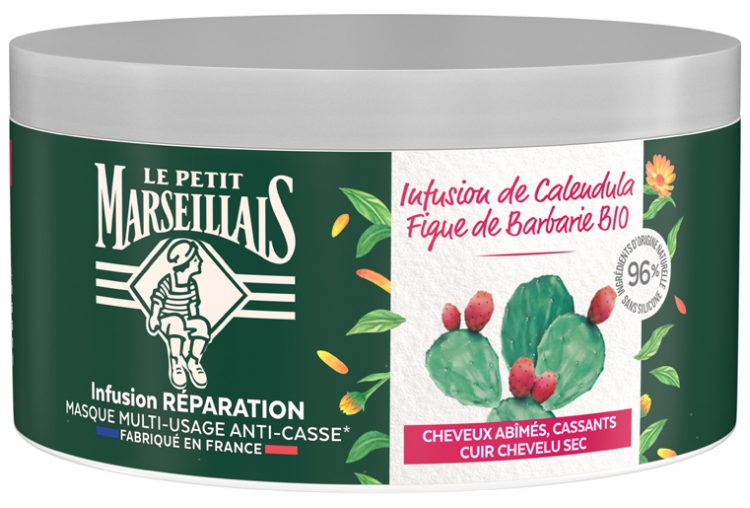 LE PETIT
MARSEILLAIS
Infusion RÉPARATION
MASQUE MULTI-USAGE ANTI-CASSE*
FABRIQUÉ EN FRANCE
Infusion de Calendula
Figue de Barbarie BIO
INGRÉDIENTS D'ORIGINE NATURELLE
96%
SANS SILICONE
CHEVEUX ABÎMÉS, CASSANTS
CUIR CHEVELU SEC